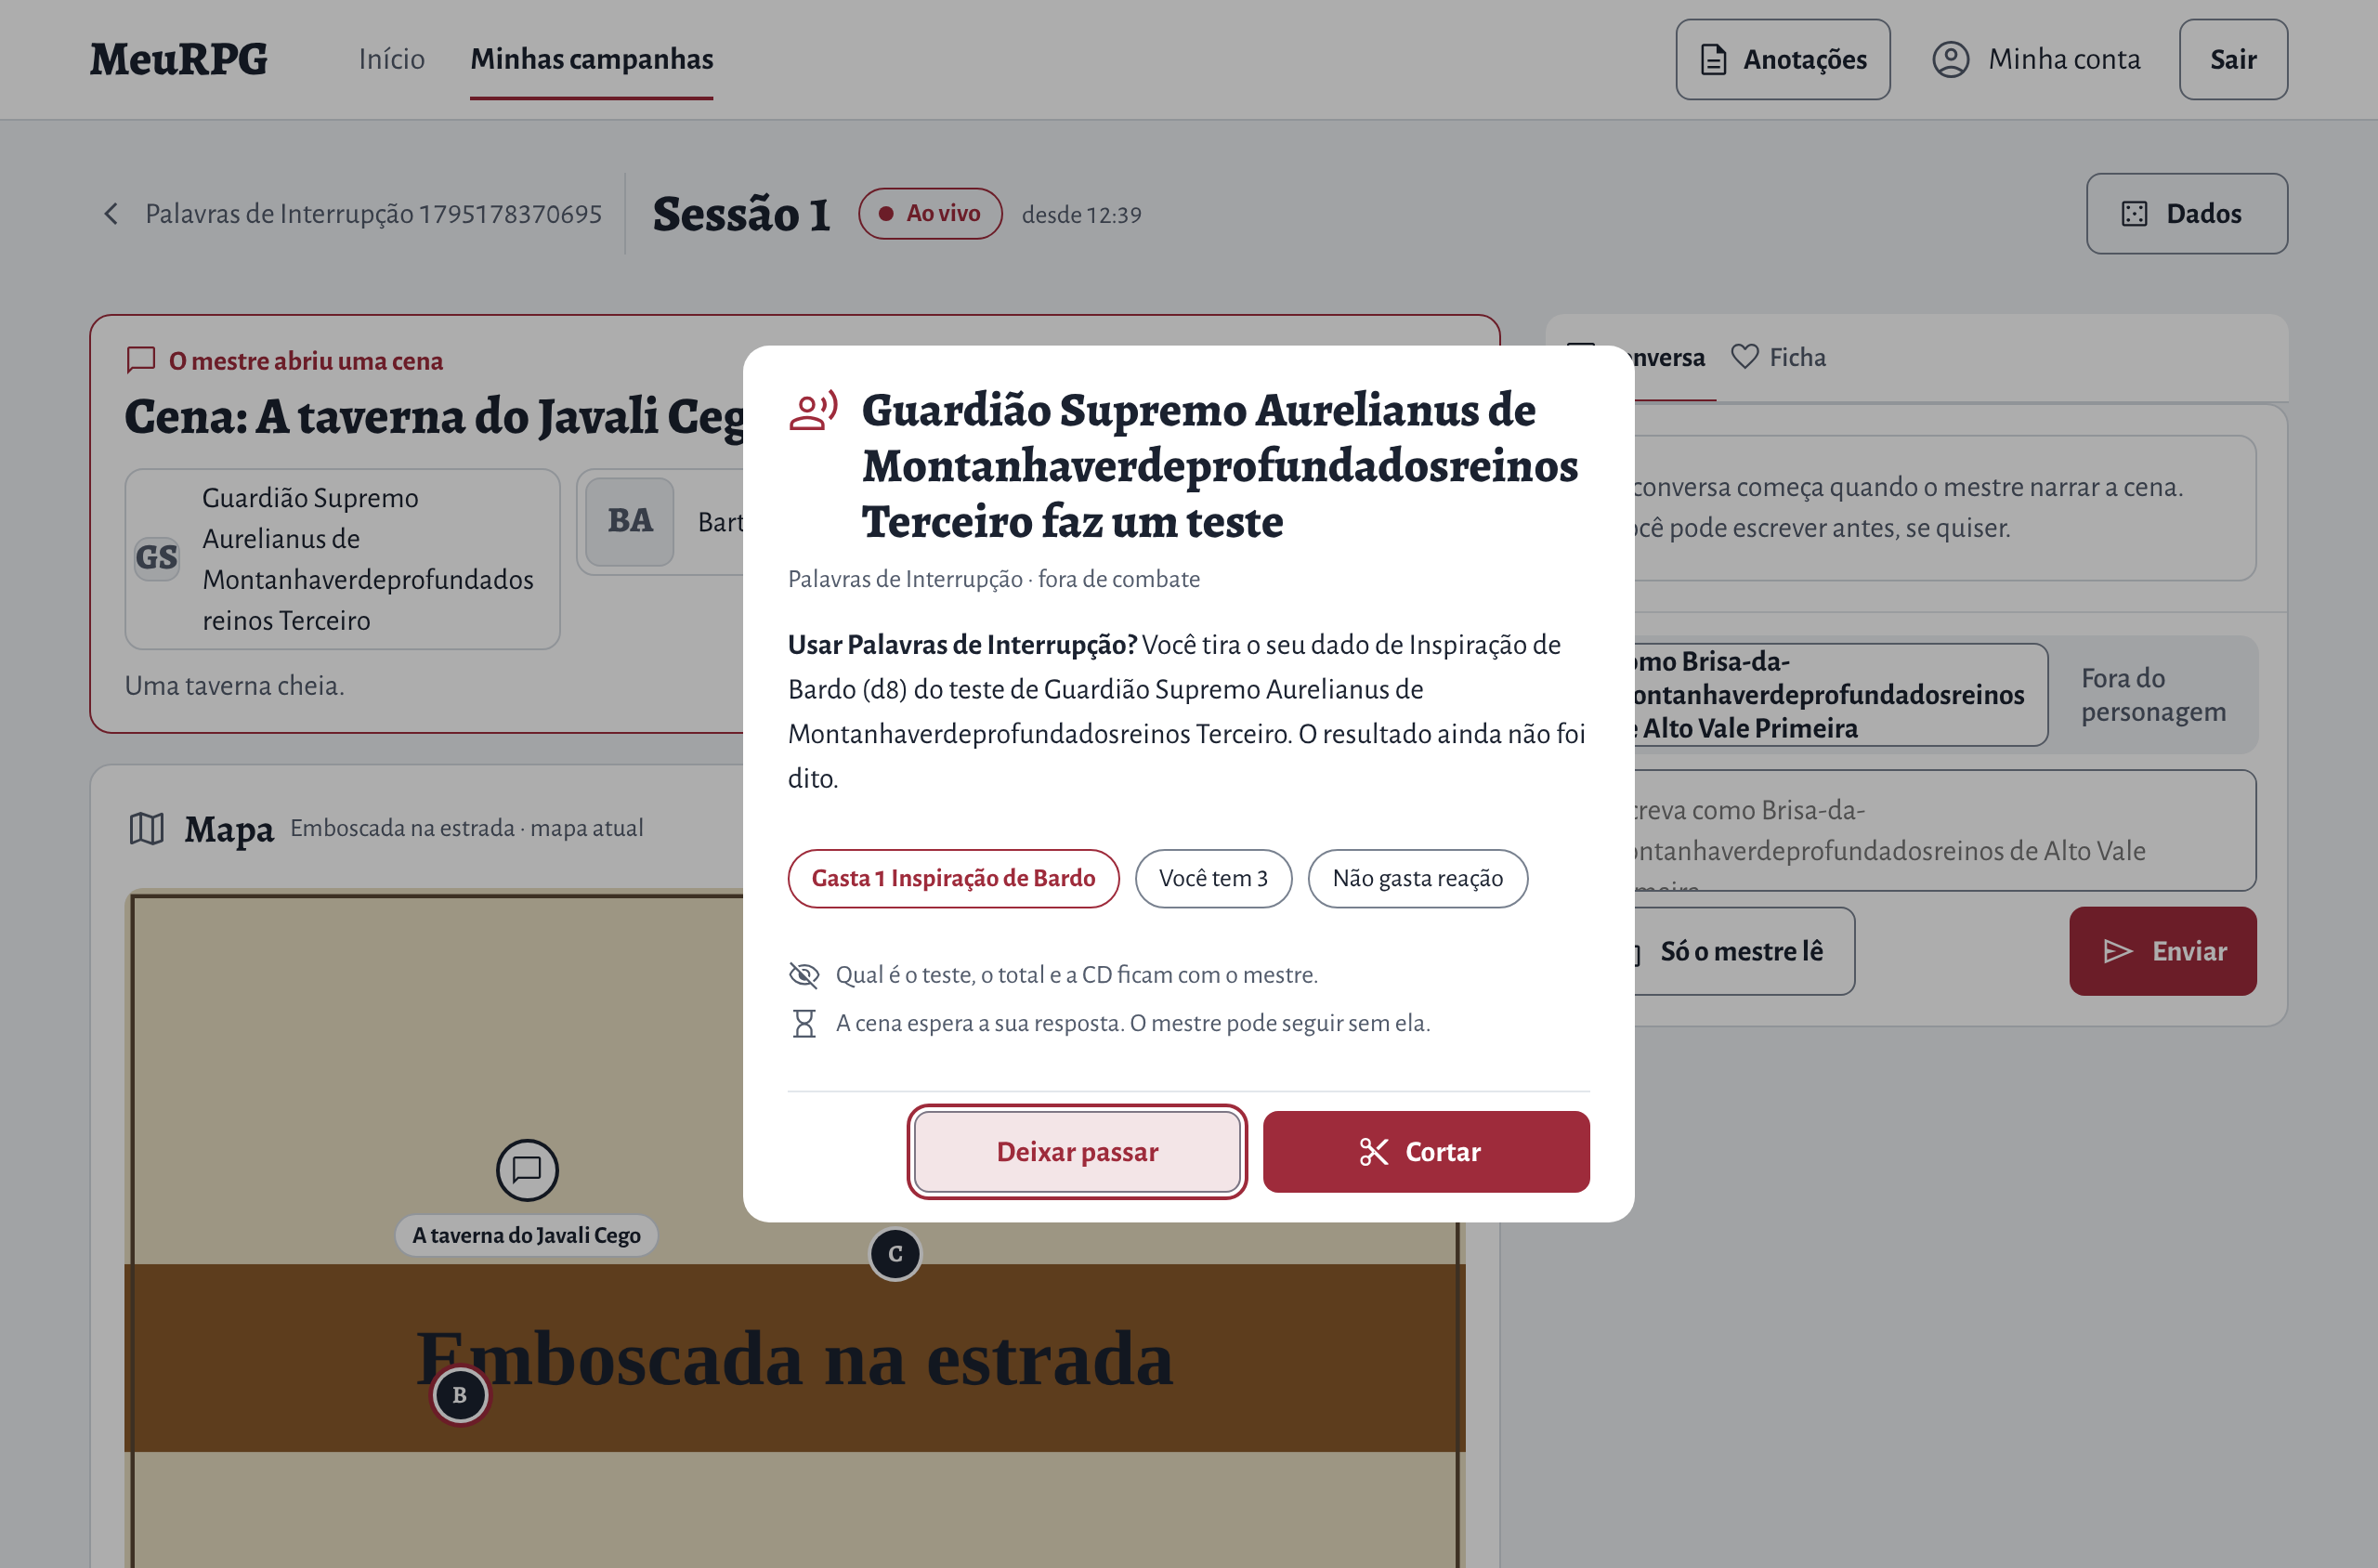 MeuRPG
Início
Minhas campanhas
Anotações
Minha conta
Sair
Palavras de Interrupção 1795178370695
Sessão 1
Ao vivo
desde 12:39
Dados
O mestre abriu uma cena
Cena: A taverna do Javali Ceg
Guardião Supremo
Aurelianus de
Montanhaverdeprofundados
reinos Terceiro
GS
BA
Bart
Uma taverna cheia.
Mapa
Emboscada na estrada · mapa atual
A taverna do Javali Cego
C
Emboscada na estrada
B
Guardião Supremo Aurelianus de
Montanhaverdeprofundadosreinos
Terceiro faz um teste
Palavras de Interrupção · fora de combate
Usar Palavras de Interrupção? Você tira o seu dado de Inspiração de
Bardo (d8) do teste de Guardião Supremo Aurelianus de
Montanhaverdeprofundadosreinos Terceiro. O resultado ainda não foi
dito.
Gasta 1 Inspiração de Bardo
Você tem 3
Não gasta reação
Qual é o teste, o total e a CD ficam com o mestre.
A cena espera a sua resposta. O mestre pode seguir sem ela.
Deixar passar
Cortar
nversa
Ficha
conversa começa quando o mestre narrar a cena.
ocê pode escrever antes, se quiser.
omo Brisa-da-
ontanhaverdeprofundadosreinos
e Alto Vale Primeira
Fora do
personagem
creva como Brisa-da-
ontanhaverdeprofundadosreinos de Alto Vale
Só o mestre lê
Enviar